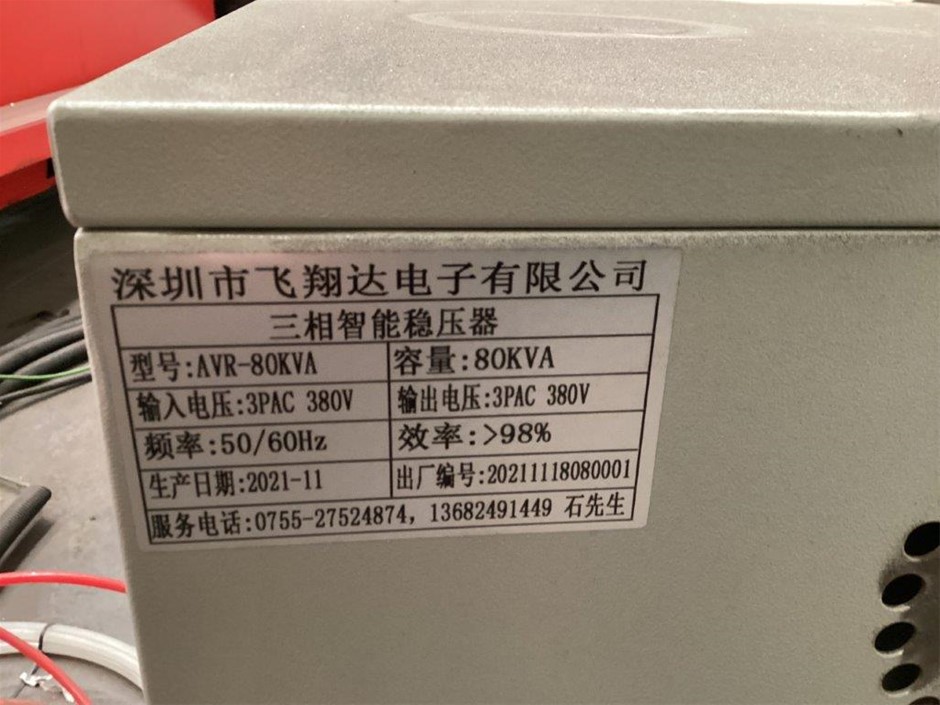 深圳市飞翔达电子有限公司
三相智能稳压器
型号:AVR-80KVA 容量:80KVA
输入电压:3PAC 380V 输出电压:3PAC 380V
频率:50/60Hz 效率:>98%
生产日期:2021-11 出厂编号:20211118080001
服务电话:0755-27524874, 13682491449 石先生